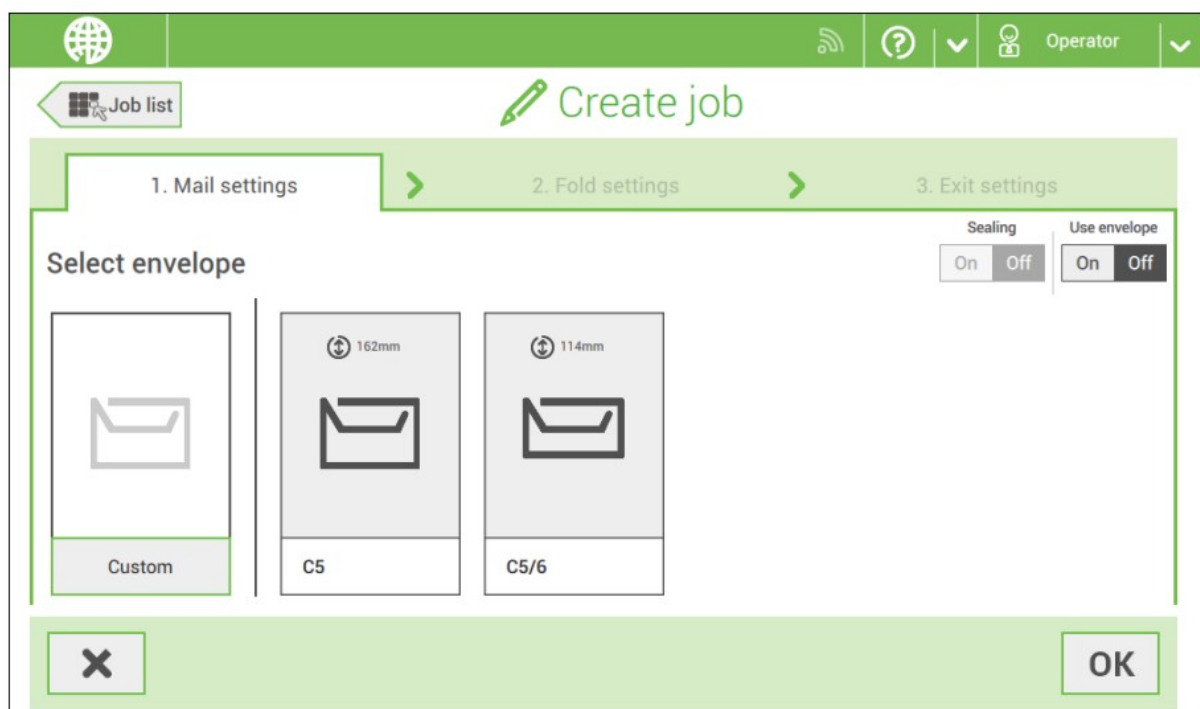 Operator
Job list
Create job
1. Mail settings
2. Fold settings
3. Exit settings
Sealing
Use envelope
Select envelope
On Off
On Off
162mm
114mm
Custom
C5
C5/6
OK